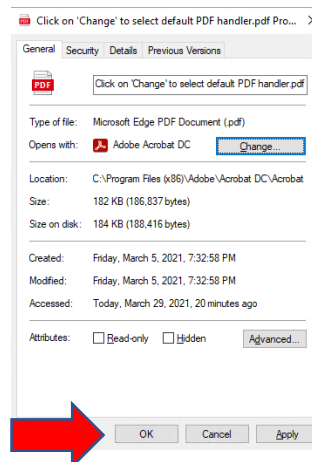 Click on 'Change' to select default PDF handler.pdf Pro...
General Security Details Previous Versions
PDF
Click on 'Change' to select default PDF handler.pdf
Type of file: Microsoft Edge PDF Document (.pdf)
Opens with: Adobe Acrobat DC Change...
Location: C:\Program Files (x86)\Adobe\Acrobat DC\Acrobat
Size: 182 KB (186,837 bytes)
Size on disk: 184 KB (188,416 bytes)
Created: Friday, March 5, 2021, 7:32:58 PM
Modified: Friday, March 5, 2021, 7:32:58 PM
Accessed: Today, March 29, 2021, 20 minutes ago
Attributes: Read-only Hidden Advanced...
OK Cancel Apply